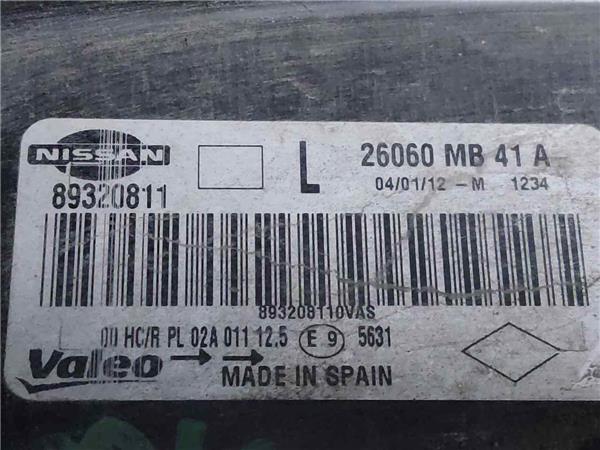 NISSAN
89320811
L
26060 MB 41 A
04/01/12 - M 1234
893208110VAS
HC/R PL 02A 011 12.5 E 9 5631
Valeo
MADE IN SPAIN